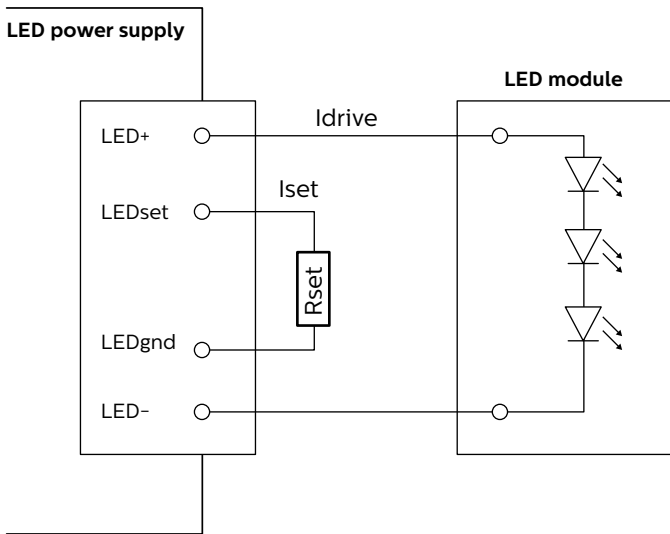 LED power supply
LED module
LED+
Idrive
LEDset
Iset
Rset
LEDgnd
LED-